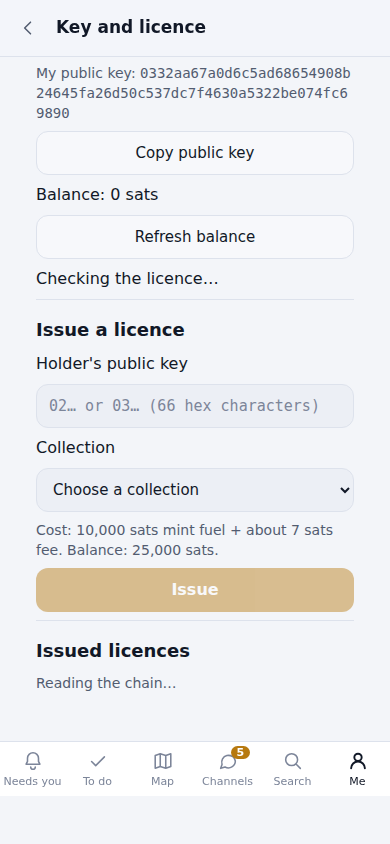 Key and licence
My public key: 0332aa67a0d6c5ad68654908b
24645fa26d50c537dc7f4630a5322be074fc6
9890
Copy public key
Balance: 0 sats
Refresh balance
Checking the licence…
Issue a licence
Holder's public key
02… or 03… (66 hex characters)
Collection
Choose a collection
Cost: 10,000 sats mint fuel + about 7 sats
fee. Balance: 25,000 sats.
Issue
Issued licences
Reading the chain…
5
Needs you To do Map Channels Search Me